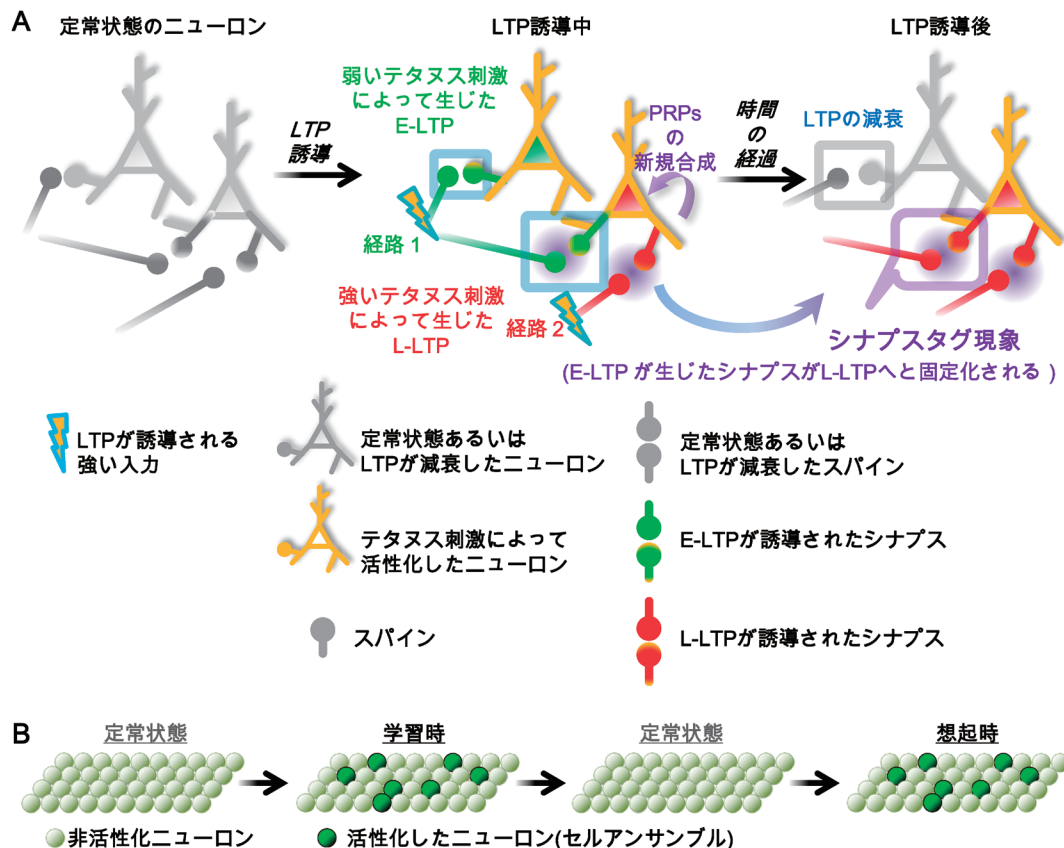 A
定常状態のニューロン
LTP
誘導
LTP誘導中
弱いテタヌス刺激
によって生じた
E-LTP
PRPs
の
新規合成
経路 1
強いテタヌス刺激
によって生じた
L-LTP
経路 2
時間
の
経過
LTP誘導後
LTPの減衰
シナプスタグ現象
(E-LTP が生じたシナプスがL-LTPへと固定化される )
LTPが誘導される
強い入力
定常状態あるいは
LTPが減衰したニューロン
テタヌス刺激によって
活性化したニューロン
スパイン
定常状態あるいは
LTPが減衰したスパイン
E-LTPが誘導されたシナプス
L-LTPが誘導されたシナプス
B
定常状態
学習時
定常状態
想起時
非活性化ニューロン
活性化したニューロン(セルアンサンブル)